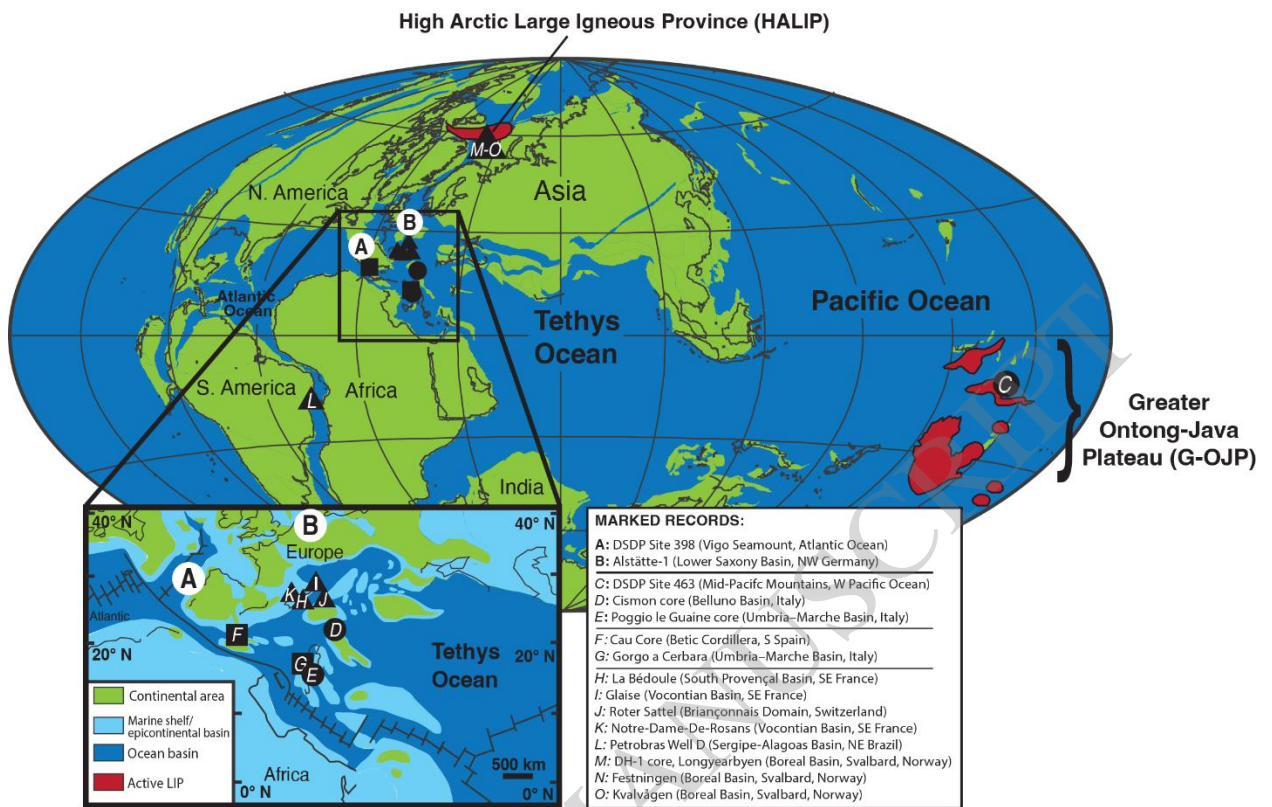 High Arctic Large Igneous Province (HALIP)
M-O
N. America
Asia
B
A
Atlantic
Ocean
Pacific Ocean
Tethys
Ocean
S. America
Africa
L
C
Greater
Ontong-Java
Plateau (G-OJP)
India
40° N
B
40° N
Europe
A
I
K
H
J
Atlantic
F
D
20° N
20° N
G
E
Tethys
Ocean
Continental area
Marine shelf/
epicontinental basin
Ocean basin
Active LIP
500 km
Africa
0° N
0° N
MARKED RECORDS:
A: DSDP Site 398 (Vigo Seamount, Atlantic Ocean)
B: Alstätte-1 (Lower Saxony Basin, NW Germany)
C: DSDP Site 463 (Mid-Pacifc Mountains, W Pacific Ocean)
D: Cismon core (Belluno Basin, Italy)
E: Poggio le Guaine core (Umbria–Marche Basin, Italy)
F: Cau Core (Betic Cordillera, S Spain)
G: Gorgo a Cerbara (Umbria–Marche Basin, Italy)
H: La Bédoule (South Provençal Basin, SE France)
I: Glaise (Vocontian Basin, SE France)
J: Roter Sattel (Briançonnais Domain, Switzerland)
K: Notre-Dame-De-Rosans (Vocontian Basin, SE France)
L: Petrobras Well D (Sergipe-Alagoas Basin, NE Brazil)
M: DH-1 core, Longyearbyen (Boreal Basin, Svalbard, Norway)
N: Festningen (Boreal Basin, Svalbard, Norway)
O: Kvalvågen (Boreal Basin, Svalbard, Norway)
ANUSCRIPT